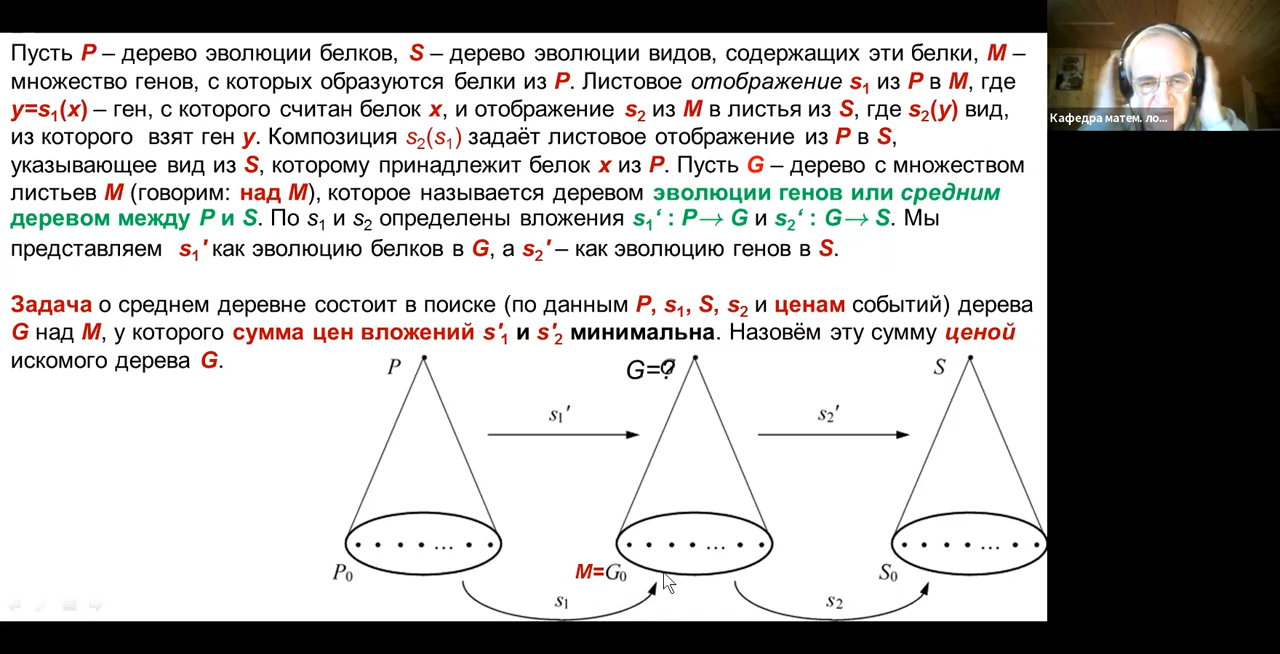 Пусть P – дерево эволюции белков, S – дерево эволюции видов, содержащих эти белки, M –
множество генов, с которых образуются белки из P. Листовое отображение s₁ из P в M, где
y=s₁(x) – ген, с которого считан белок x, и отображение s₂ из M в листья из S, где s₂(y) вид,
из которого взят ген y. Композиция s₂(s₁) задаёт листовое отображение из P в S,
указывающее вид из S, которому принадлежит белок x из P. Пусть G – дерево с множеством
листьев M (говорим: над M), которое называется деревом эволюции генов или средним
деревом между P и S. По s₁ и s₂ определены вложения s₁‘ : P→ G и s₂‘ : G→ S. Мы
представляем s₁' как эволюцию белков в G, а s₂' – как эволюцию генов в S.
Задача о среднем деревне состоит в поиске (по данным P, s₁, S, s₂ и ценам событий) дерева
G над M, у которого сумма цен вложений s'₁ и s'₂ минимальна. Назовём эту сумму ценой
искомого дерева G.
P
G=?
S
s₁'
s₂'
...
...
...
P₀
M=G₀
S₀
s₁
s₂
Кафедра матем. ло...